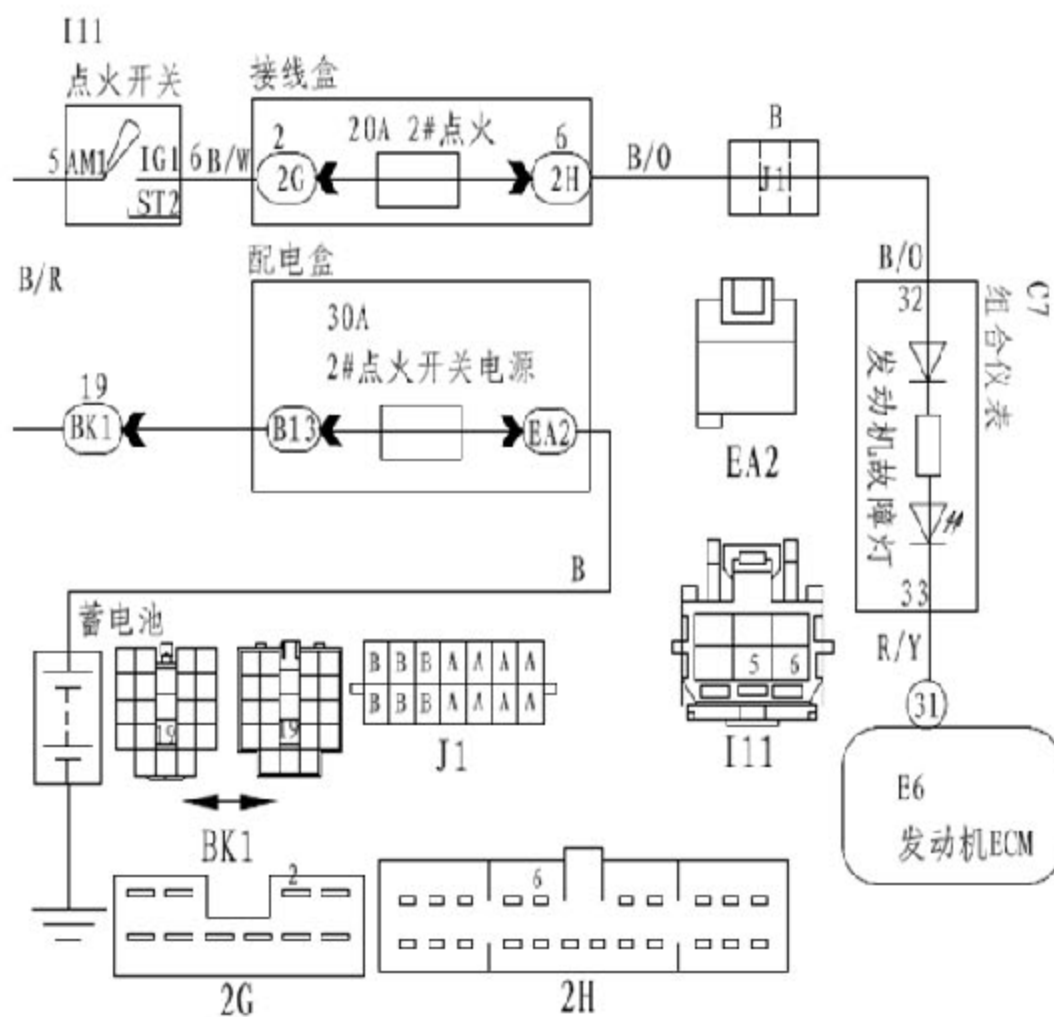 I11
点火开关
5 AM1 IG1 6 B/W
ST2
接线盒
2 20A 2#点火 6
2G 2H
B/O
B
J1
B/O
B/R
配电盒
30A
2#点火开关电源
19
BK1 B13 EA2
B
EA2
C7
组合仪表
32
发动机故障灯
33
R/Y
31
E6
发动机ECM
蓄电池
19 19
BK1
B B B A A A A
B B B A A A A
J1
5 6
I11
2
2G
6
2H